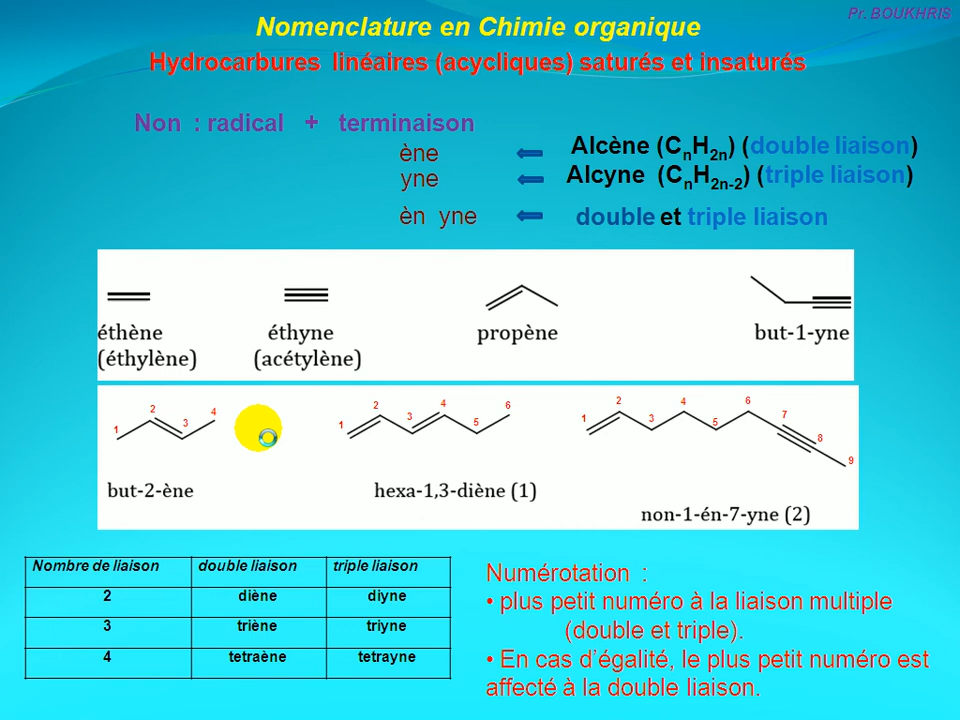 Pr. BOUKHRIS
Nomenclature en Chimie organique
Hydrocarbures linéaires (acycliques) saturés et insaturés
Non : radical + terminaison
ène Alcène (CnH2n) (double liaison)
yne Alcyne (CnH2n-2) (triple liaison)
èn yne double et triple liaison
éthène éthyne propène but-1-yne
(éthylène) (acétylène)
1 2 3 4
1 2 3 4 5 6
1 2 3 4 5 6 7 8 9
but-2-ène hexa-1,3-diène (1) non-1-én-7-yne (2)
Nombre de liaison double liaison triple liaison
2 diène diyne
3 triène triyne
4 tetraène tetrayne
Numérotation :
• plus petit numéro à la liaison multiple
(double et triple).
• En cas d’égalité, le plus petit numéro est
affecté à la double liaison.